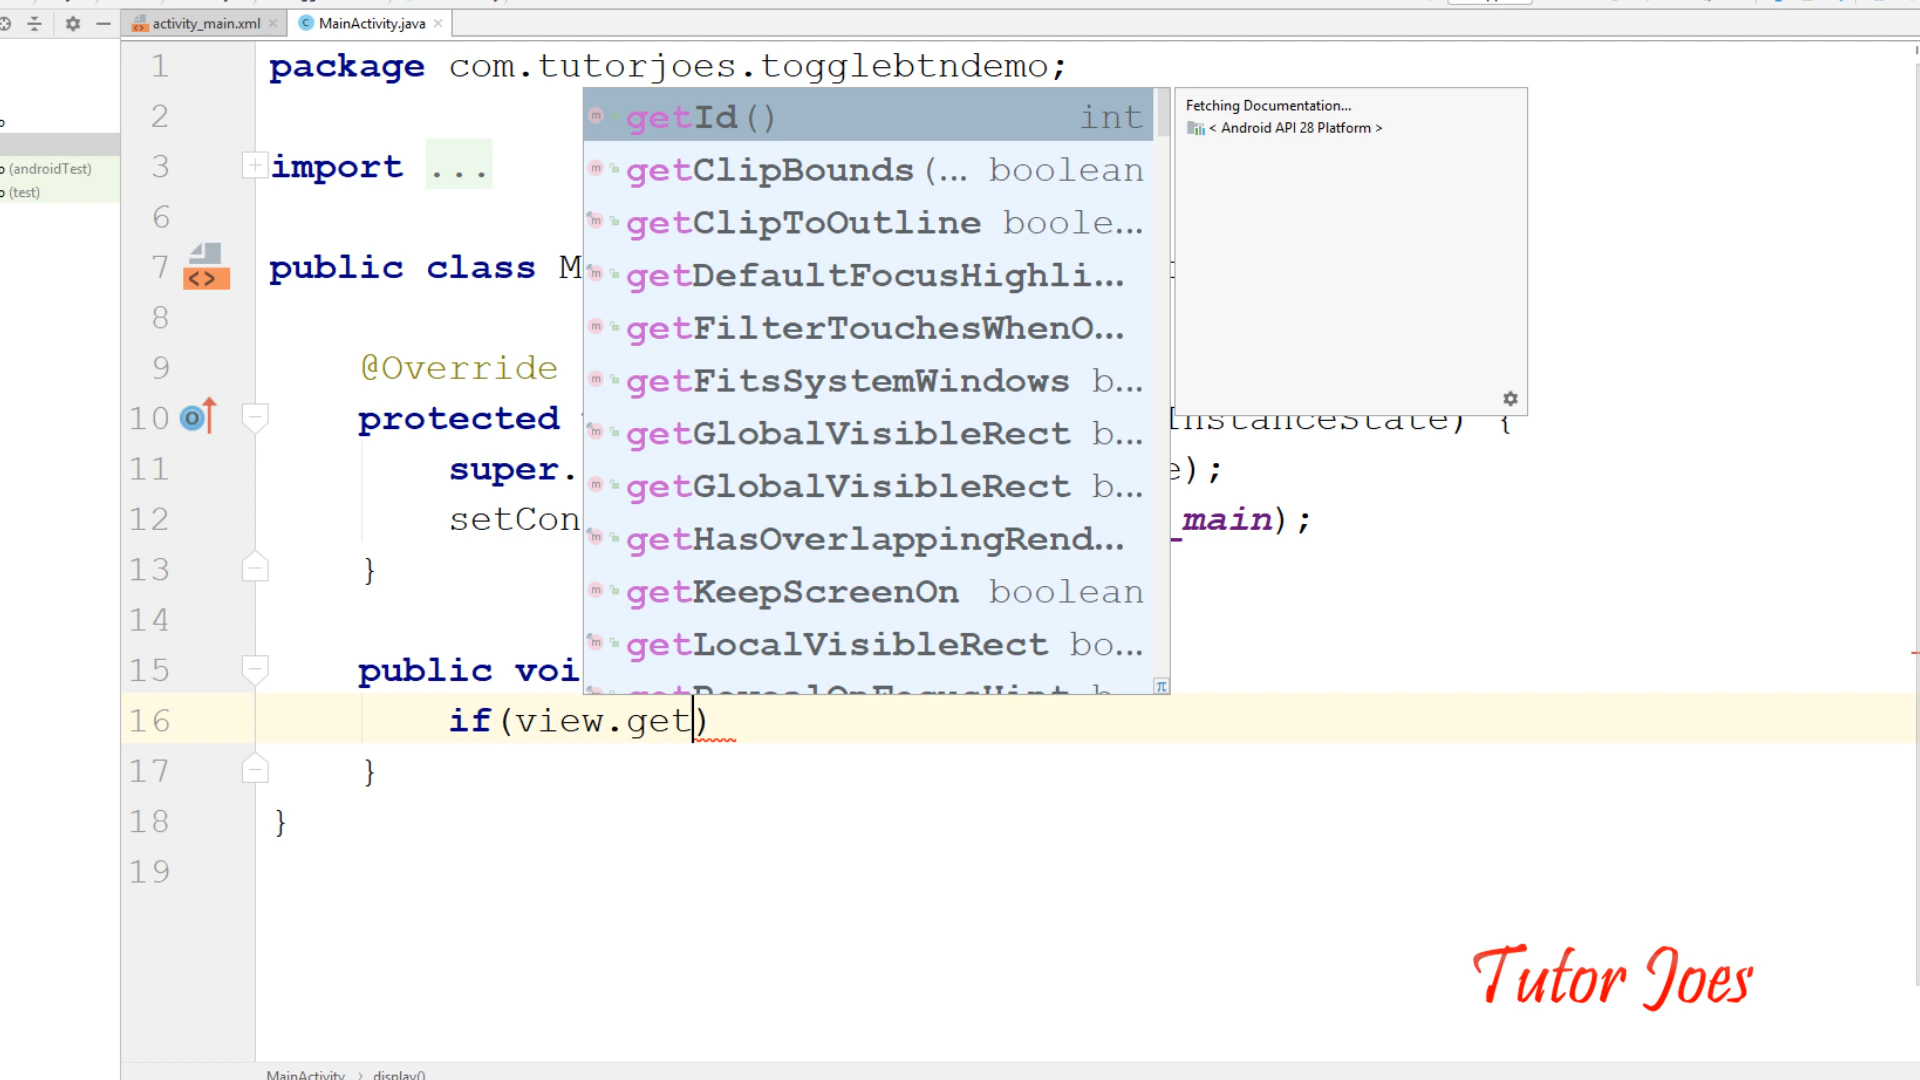 activity_main.xml
MainActivity.java
1 package com.tutorjoes.togglebtndemo;
2
3 import ...
6
7 public class M
8
9 @Override
10 protected
InstanceState) {
11 super.
e);
12 setCon
_main);
13 }
14
15 public voi
16 if(view.get)
17 }
18 }
19
getId() int
getClipBounds(... boolean
getClipToOutline boole...
getDefaultFocusHighli...
getFilterTouchesWhenO...
getFitsSystemWindows b...
getGlobalVisibleRect b...
getGlobalVisibleRect b...
getHasOverlappingRend...
getKeepScreenOn boolean
getLocalVisibleRect bo...
getRevealOnFocusHint b
Fetching Documentation...
< Android API 28 Platform >
o
o (androidTest)
o (test)
Tutor Joes
MainActivity > display()